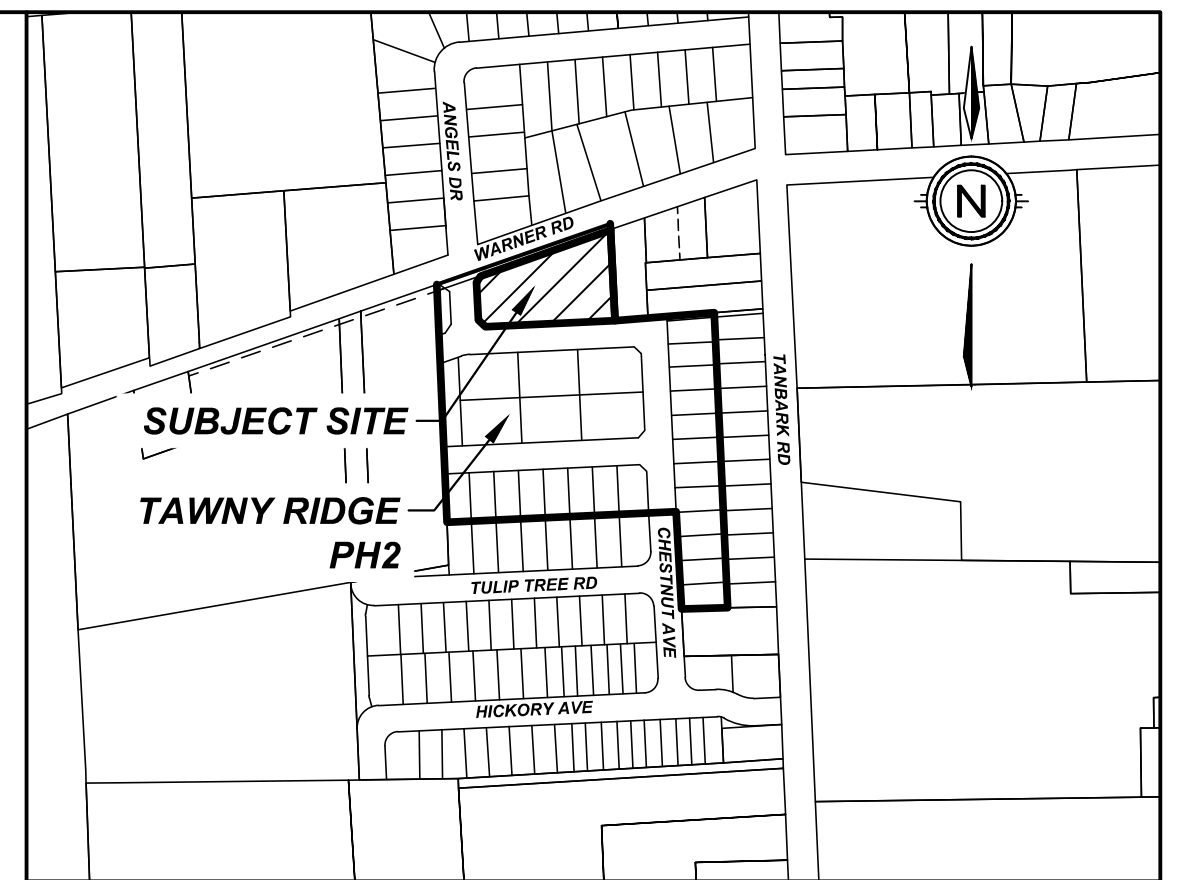 ANGELS DR
N
WARNER RD
SUBJECT SITE
TANBARK RD
TAWNY RIDGE
PH2
CHESTNUT AVE
TULIP TREE RD
HICKORY AVE